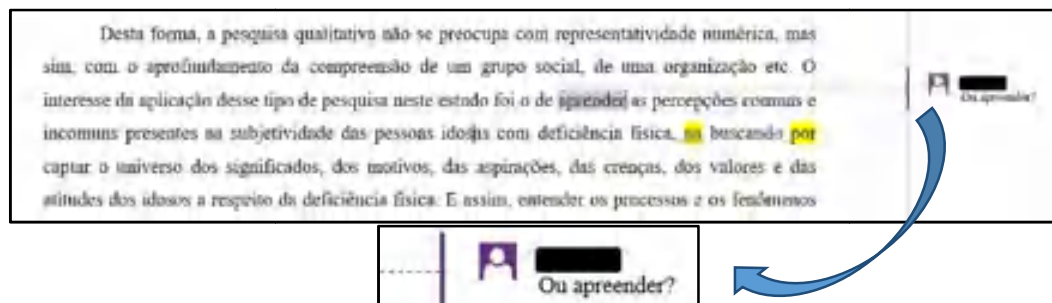 Desta forma, a pesquisa qualitativa não se preocupa com representatividade numérica, mas
sim, com o aprofundamento da compreensão de um grupo social, de uma organização etc. O
interesse da aplicação desse tipo de pesquisa neste estudo foi o de aprender as percepções comuns e
incomuns presentes na subjetividade das pessoas idosas com deficiência física, na buscando por
captar o universo dos significados, dos motivos, das aspirações, das crenças, dos valores e das
atitudes dos idosos a respeito da deficiência física. E assim, entender os processos e os fenômenos
Ou apreender?
Ou apreender?